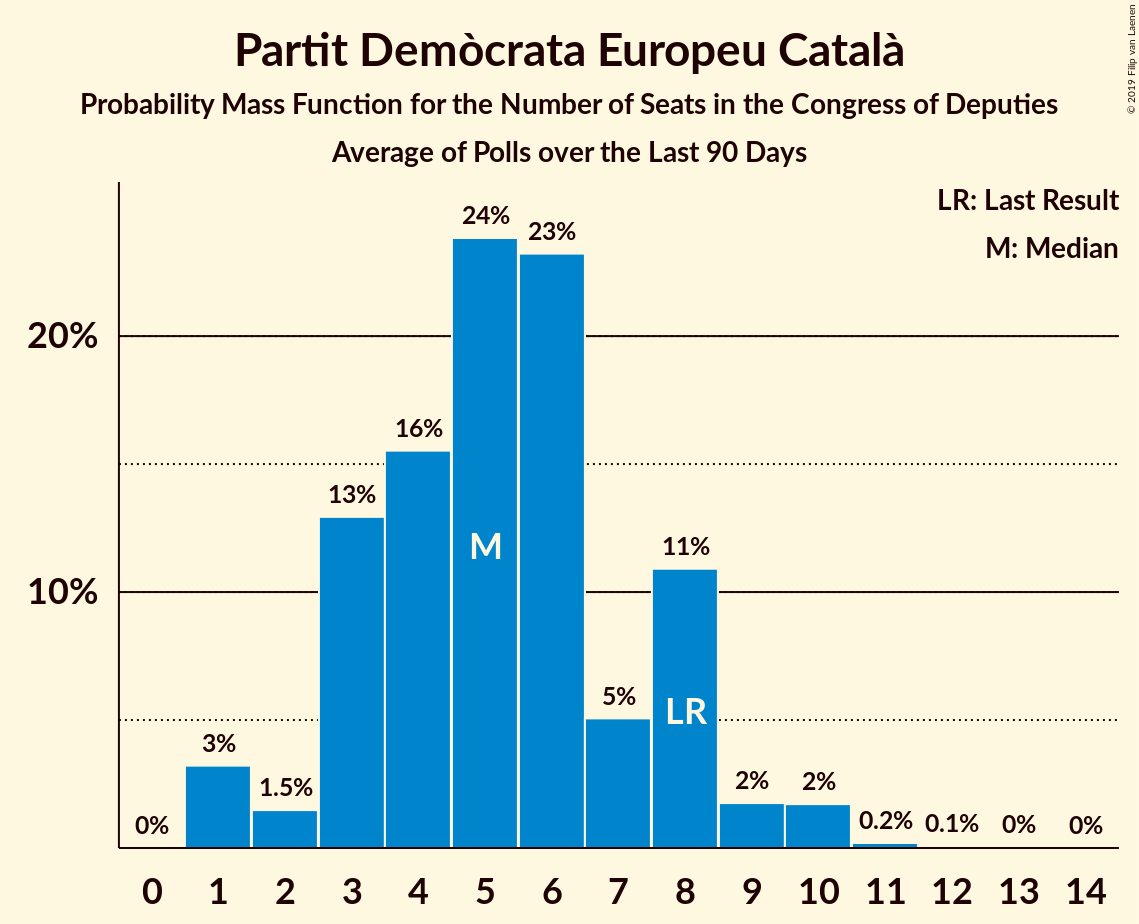 Partit Demòcrata Europeu Català
Probability Mass Function for the Number of Seats in the Congress of Deputies
Average of Polls over the Last 90 Days
© 2019 Filip van Laenen
LR: Last Result
M: Median
20%
10%
0%
3%
1.5%
13%
16%
24%
23%
5%
11%
2%
2%
0.2%
0.1%
0%
0%
M
LR
0 1 2 3 4 5 6 7 8 9 10 11 12 13 14